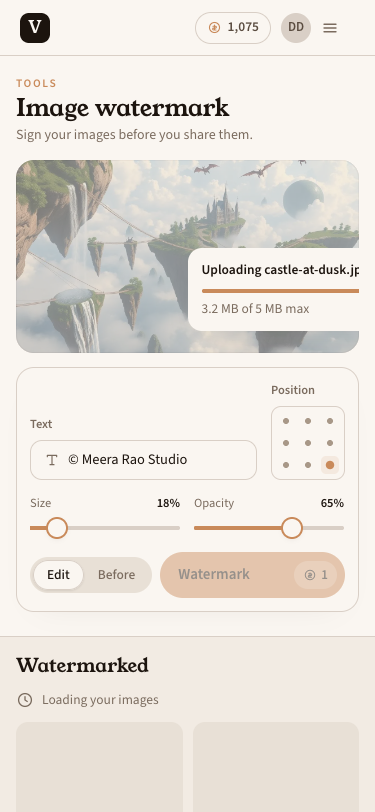 V
1,075
DD
TOOLS
Image watermark
Sign your images before you share them.
Uploading castle-at-dusk.jp
3.2 MB of 5 MB max
Position
Text
© Meera Rao Studio
Size
18%
Opacity
65%
Edit
Before
Watermark
1
Watermarked
Loading your images